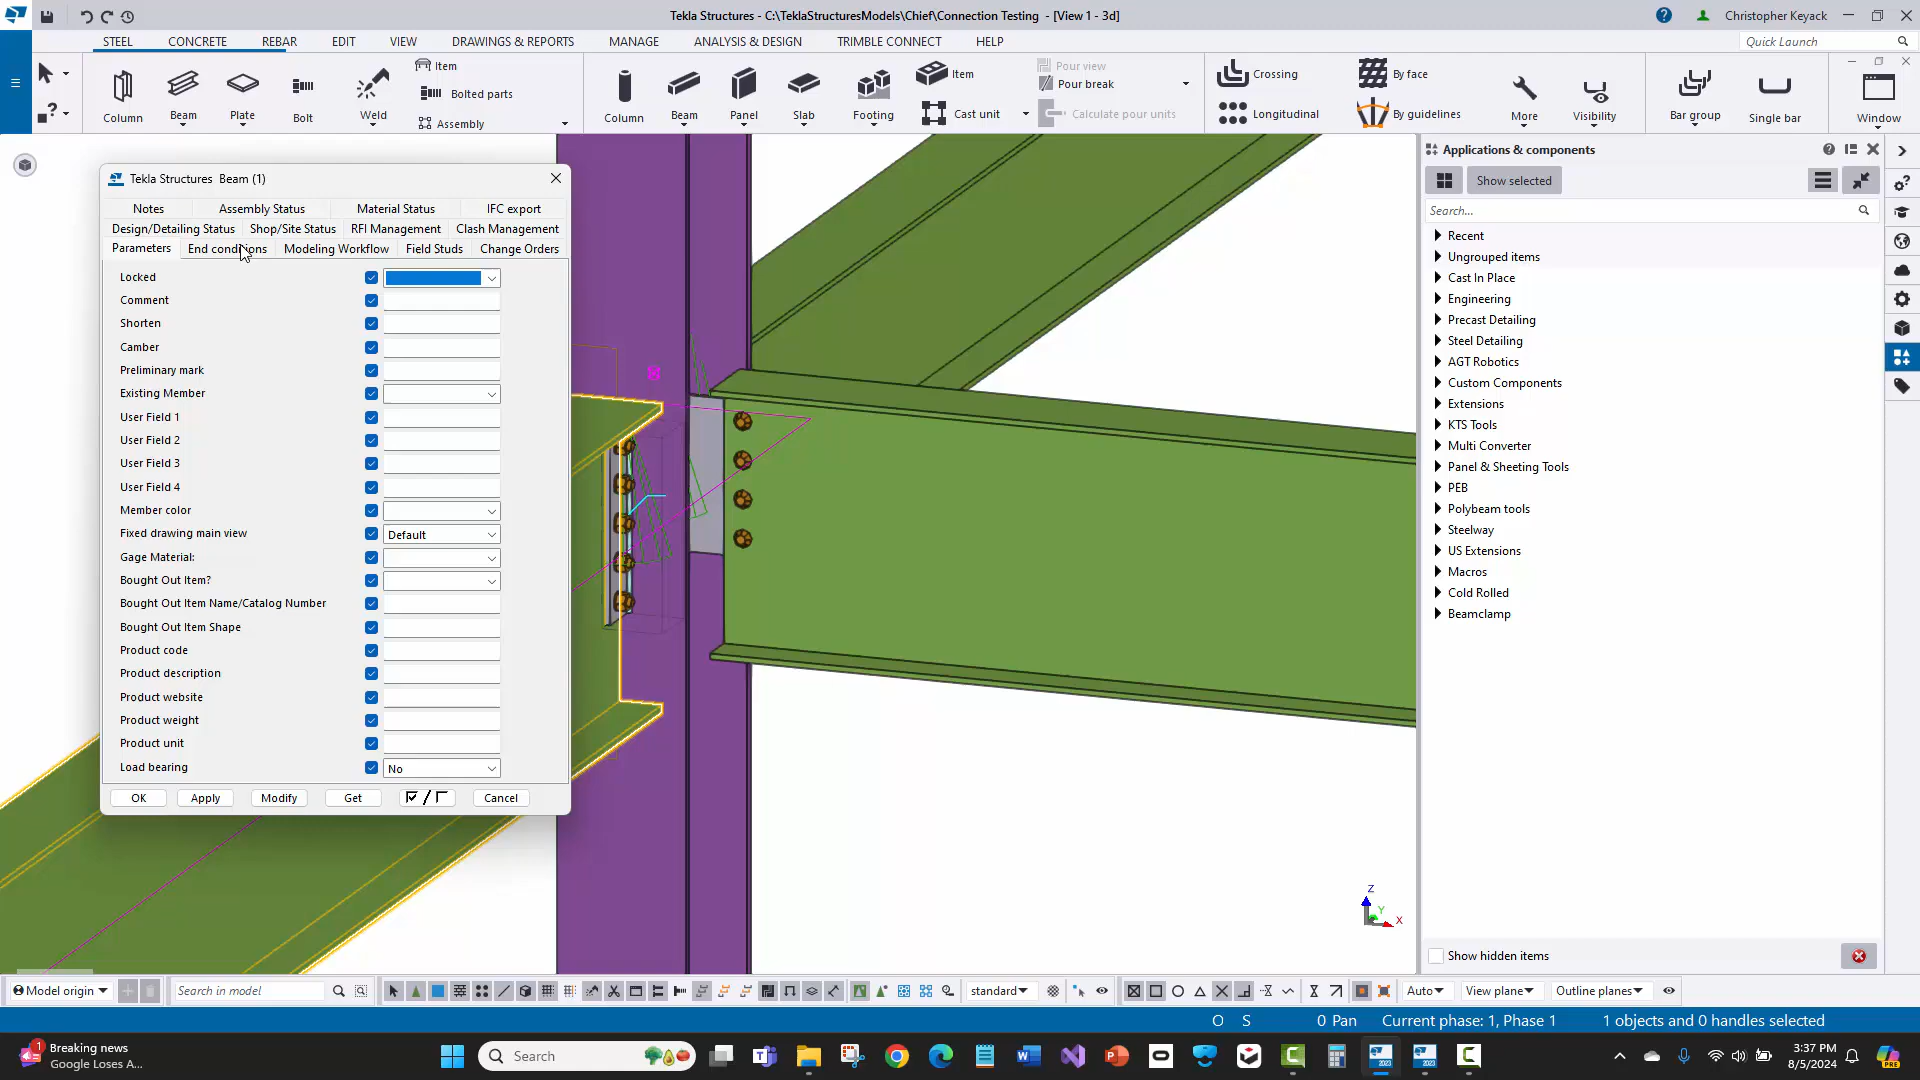 Tekla Structures - C:\TeklaStructuresModels\Chief\Connection Testing - [View 1 - 3d]
Christopher Keyack
STEEL CONCRETE REBAR EDIT VIEW DRAWINGS & REPORTS MANAGE ANALYSIS & DESIGN TRIMBLE CONNECT HELP
Quick Launch
Column Beam Plate Bolt Weld
Item
Bolted parts
Assembly
Column Beam Panel Slab Footing
Item
Cast unit
Pour view
Pour break
Calculate pour units
Crossing
Longitudinal
By face
By guidelines
More Visibility Bar group Single bar Window
Tekla Structures Beam (1)
Notes Assembly Status Material Status IFC export
Design/Detailing Status Shop/Site Status RFI Management Clash Management
Parameters End conditions Modeling Workflow Field Studs Change Orders
Locked
Comment
Shorten
Camber
Preliminary mark
Existing Member
User Field 1
User Field 2
User Field 3
User Field 4
Member color
Fixed drawing main view Default
Gage Material:
Bought Out Item?
Bought Out Item Name/Catalog Number
Bought Out Item Shape
Product code
Product description
Product website
Product weight
Product unit
Load bearing No
OK Apply Modify Get / Cancel
Z
Y
X
Applications & components
Show selected
Search...
Recent
Ungrouped items
Cast In Place
Engineering
Precast Detailing
Steel Detailing
AGT Robotics
Custom Components
Extensions
KTS Tools
Multi Converter
Panel & Sheeting Tools
PEB
Polybeam tools
Steelway
US Extensions
Macros
Cold Rolled
Beamclamp
Show hidden items
Model origin
Search in model
standard
Auto
View plane
Outline planes
O S 0 Pan Current phase: 1, Phase 1 1 objects and 0 handles selected
1
Breaking news
Google Loses A...
Search
2023
2023
3:37 PM
8/5/2024
PRE